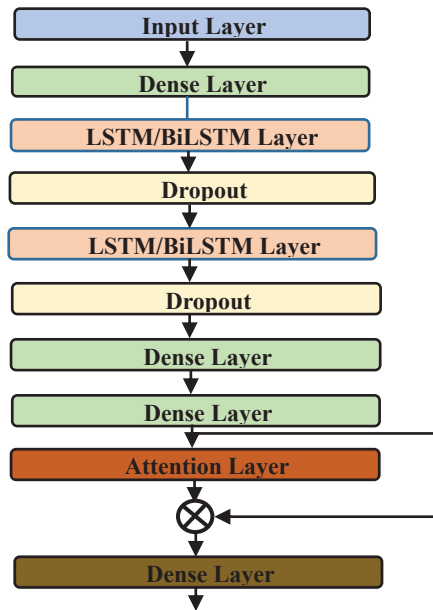 Input Layer
Dense Layer
LSTM/BiLSTM Layer
Dropout
LSTM/BiLSTM Layer
Dropout
Dense Layer
Dense Layer
Attention Layer
Dense Layer